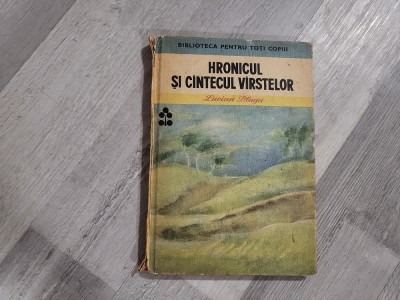 BIBLIOTECA PENTRU TOȚI COPIII
HRONICUL
ȘI CÎNTECUL VÎRSTELOR
Lucian Blaga